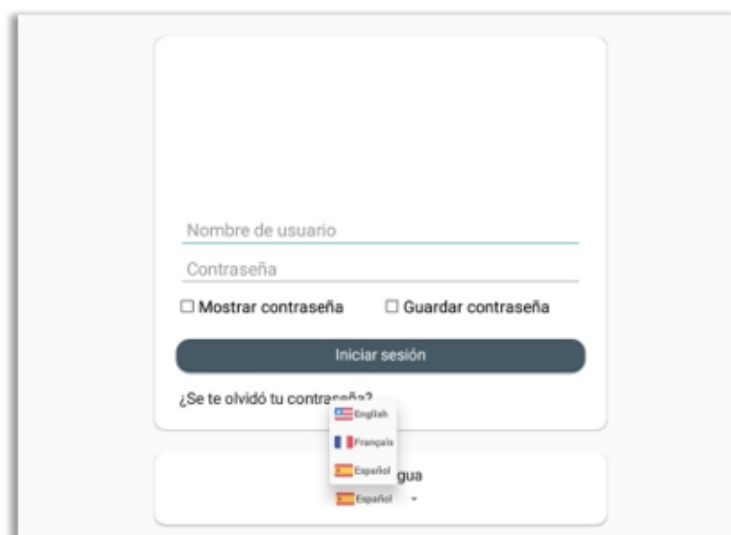 Nombre de usuario
Contraseña
Mostrar contraseña Guardar contraseña
Iniciar sesión
¿Se te olvidó tu contraseña?
English
Français
Español
gua
Español